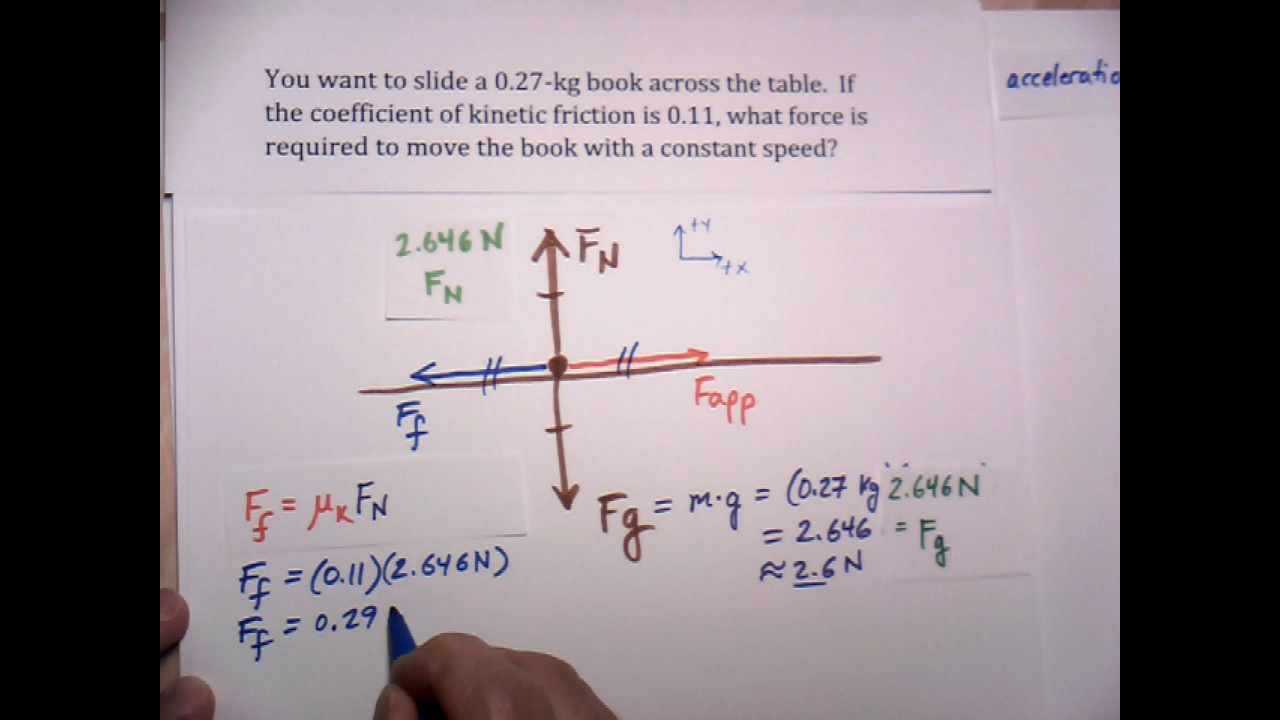 You want to slide a 0.27-kg book across the table. If
the coefficient of kinetic friction is 0.11, what force is
required to move the book with a constant speed?
acceleratio
2.646 N
FN
FN
+Y
+X
Ff
Fapp
Ff = μK FN
Ff = (0.11)(2.646N)
Ff = 0.29
Fg = m·g = (0.27 kg
= 2.646
≈ 2.6 N
2.646 N
= Fg